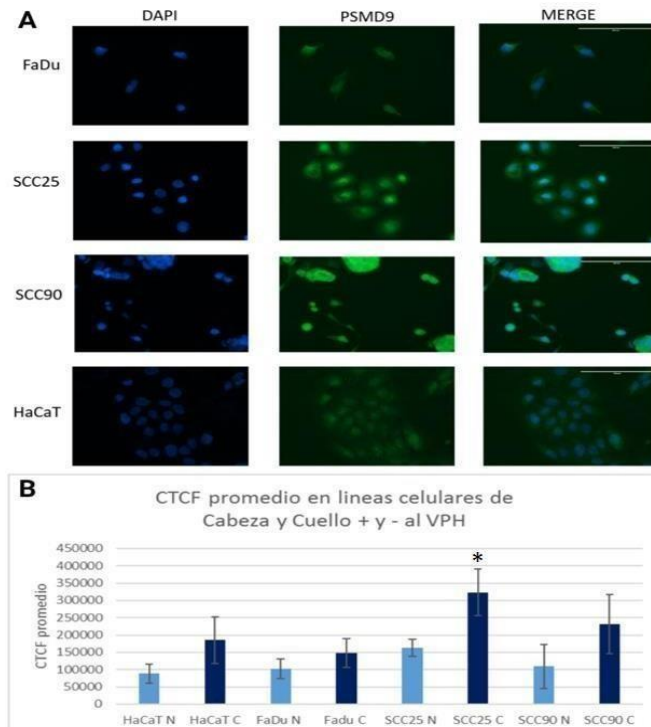 A
DAPI PSMD9 MERGE
FaDu
SCC25
SCC90
HaCaT
B
CTCF promedio en lineas celulares de
Cabeza y Cuello + y - al VPH
CTCF promedio
450000
400000
350000
300000
250000
200000
150000
100000
50000
0
*
HaCaT N HaCaT C FaDu N Fadu C SCC25 N SCC25 C SCC90 N SCC90 C